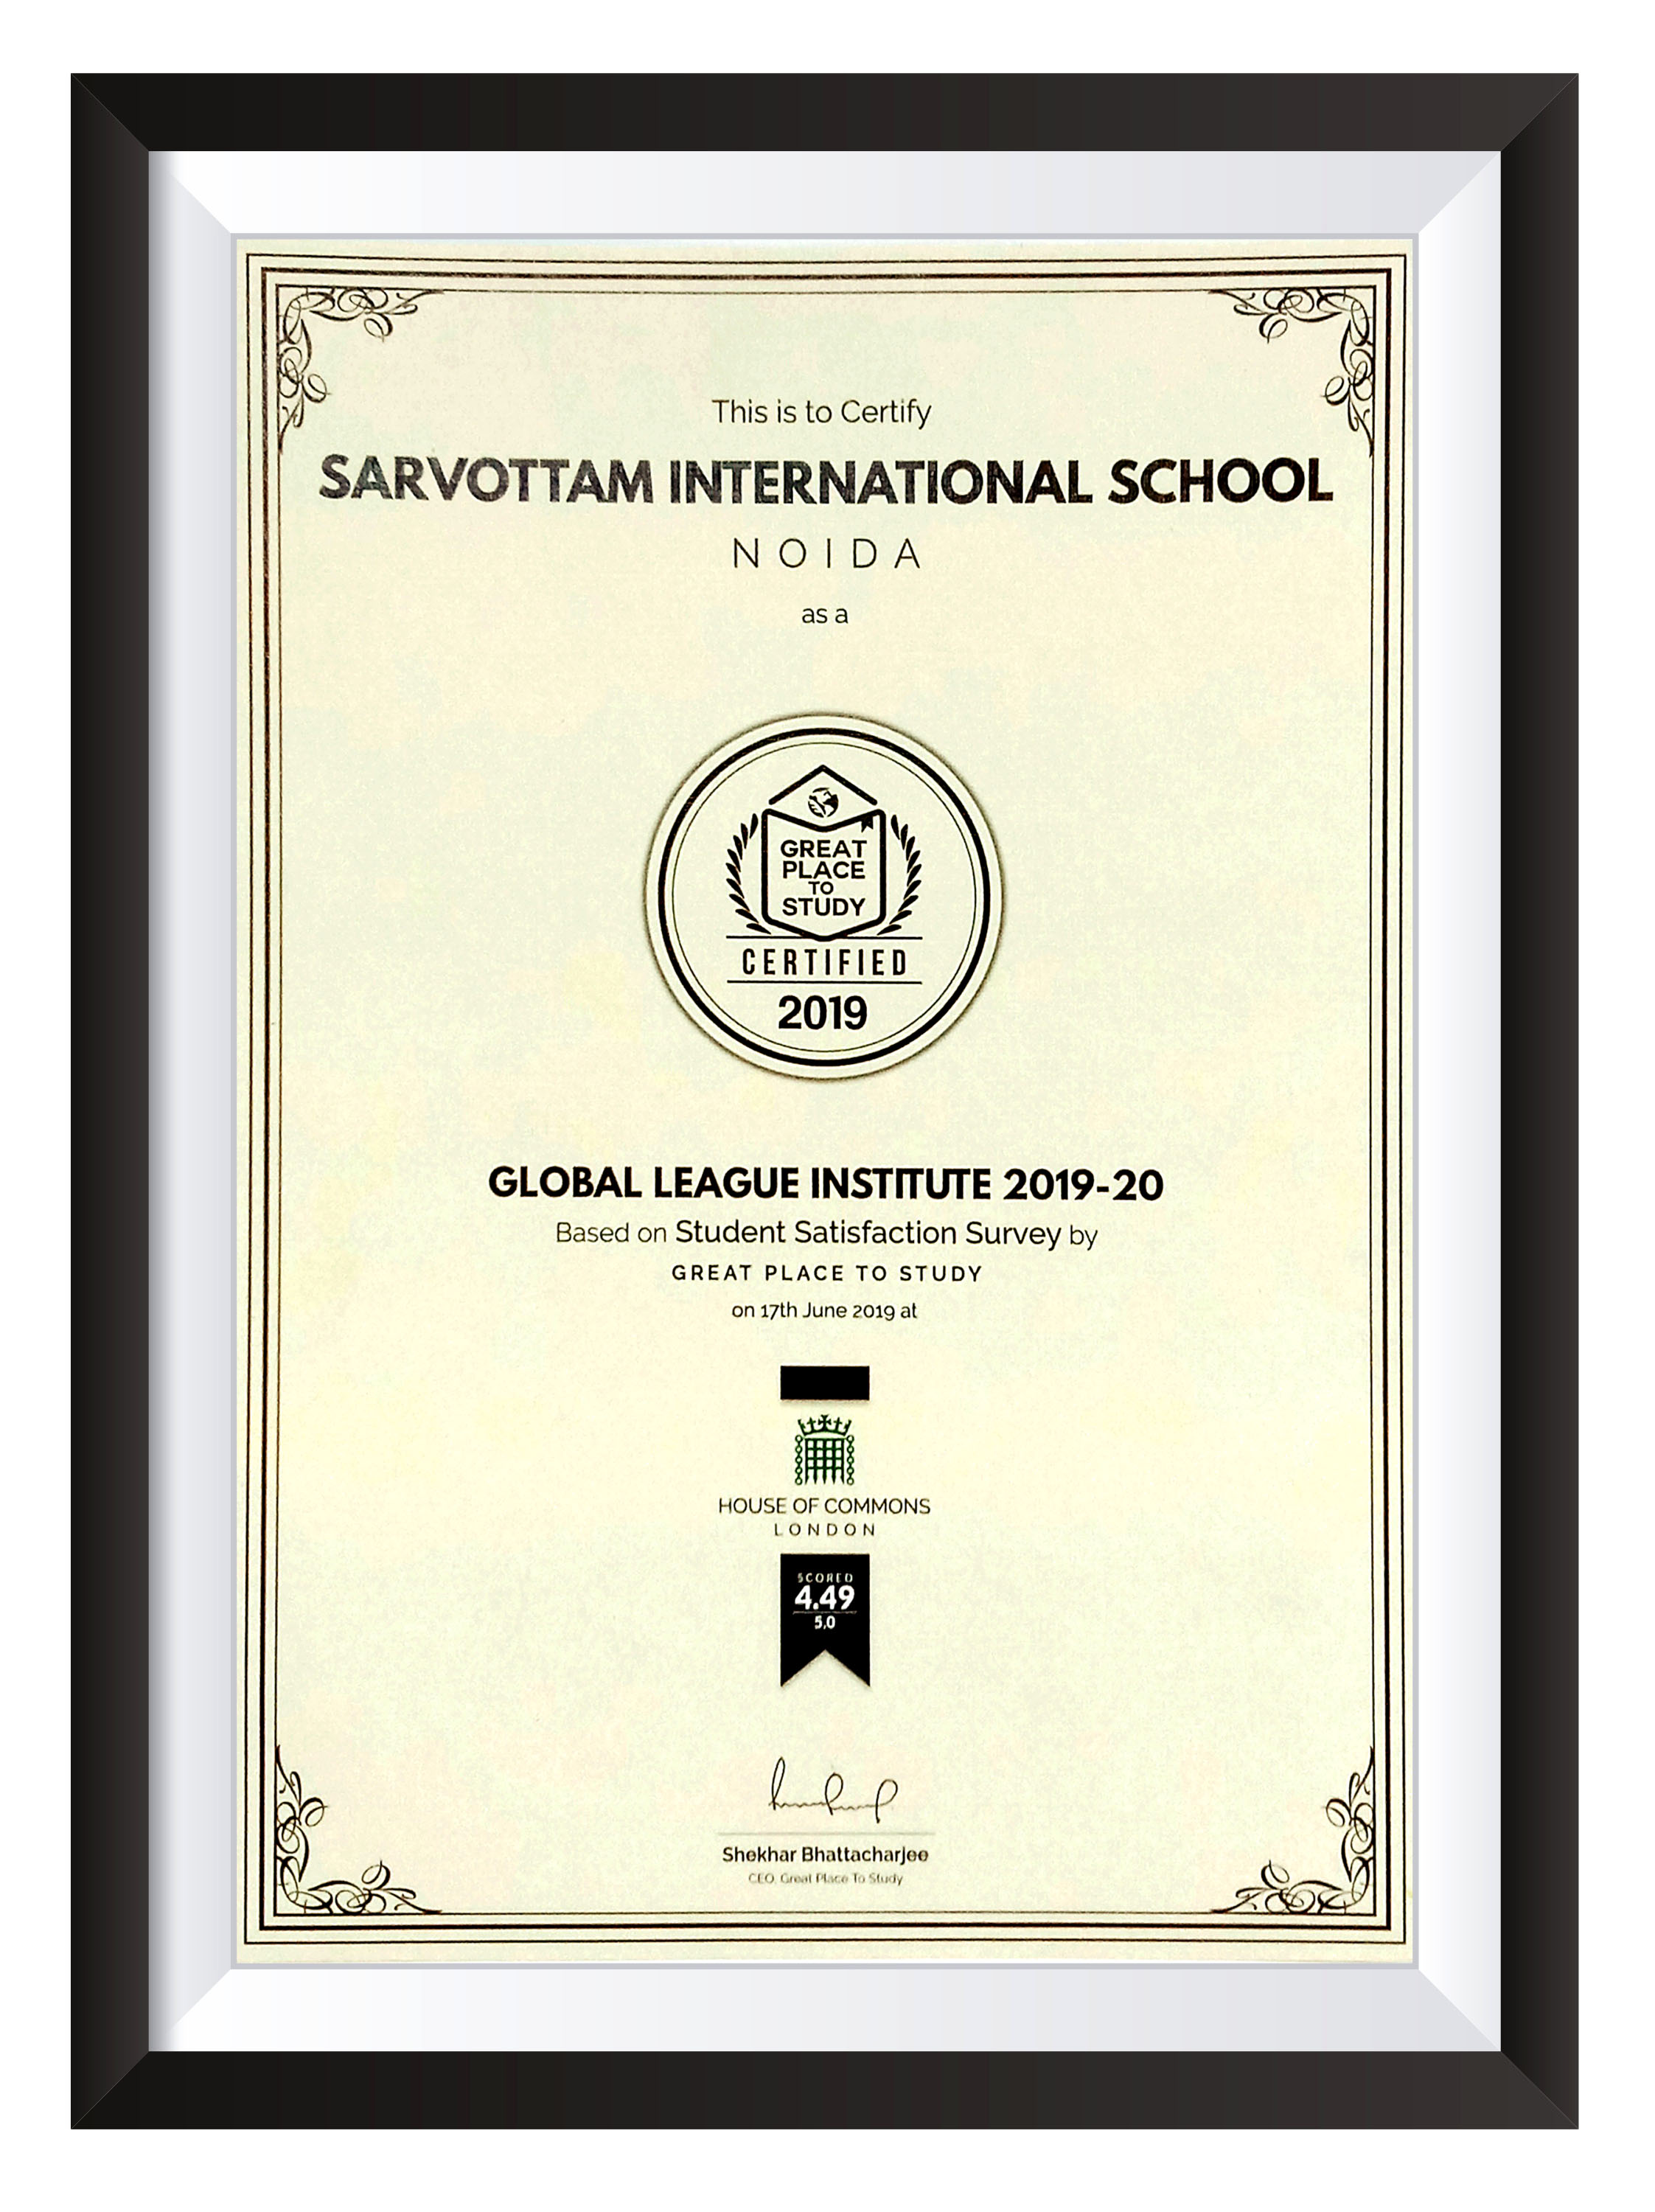 This is to Certify
SARVOTTAM INTERNATIONAL SCHOOL
NOIDA
as a
GREAT
PLACE
TO
STUDY
CERTIFIED
2019
GLOBAL LEAGUE INSTITUTE 2019-20
Based on Student Satisfaction Survey by
GREAT PLACE TO STUDY
on 17th June 2019 at
HOUSE OF COMMONS
LONDON
SCORED
4.49
5.0
Shekhar Bhattacharjee
CEO, Great Place To Study